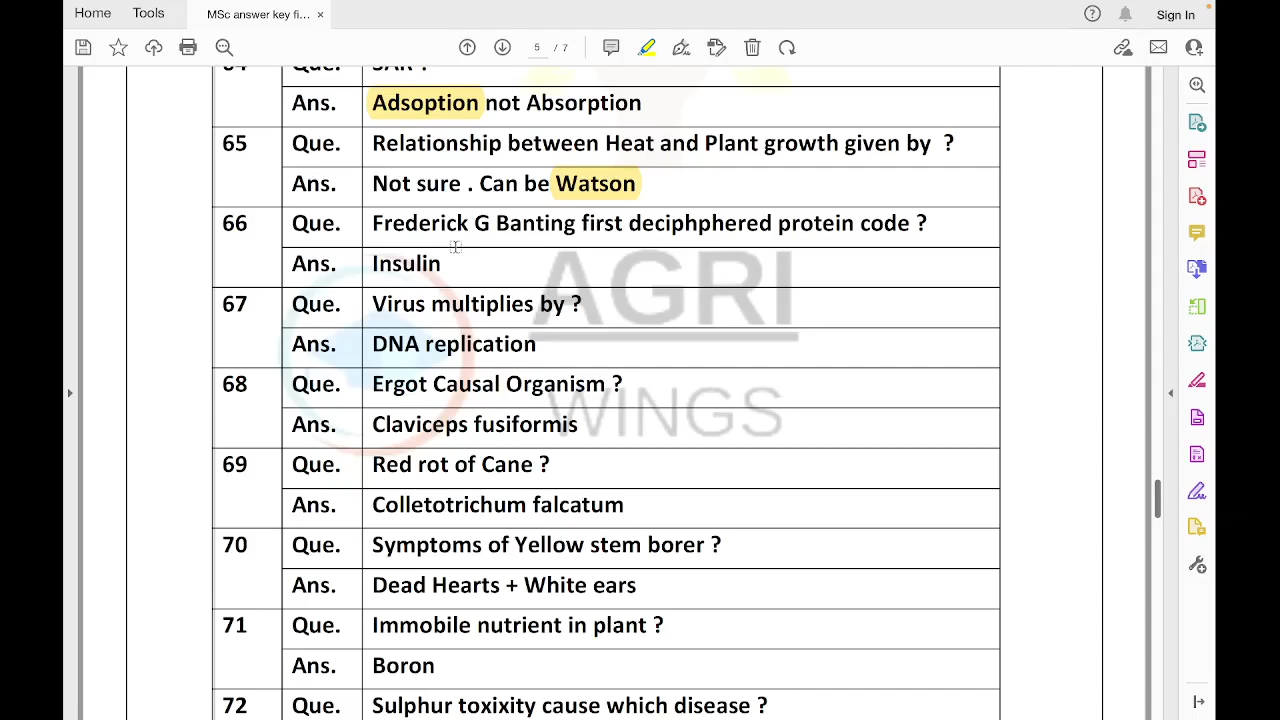 Home Tools MSc answer key fi... × Sign In
5 / 7
64 Que. SAR ?
Ans. Adsoption not Absorption
65 Que. Relationship between Heat and Plant growth given by ?
Ans. Not sure . Can be Watson
66 Que. Frederick G Banting first deciphphered protein code ?
Ans. Insulin
67 Que. Virus multiplies by ?
Ans. DNA replication
68 Que. Ergot Causal Organism ?
Ans. Claviceps fusiformis
69 Que. Red rot of Cane ?
Ans. Colletotrichum falcatum
70 Que. Symptoms of Yellow stem borer ?
Ans. Dead Hearts + White ears
71 Que. Immobile nutrient in plant ?
Ans. Boron
72 Que. Sulphur toxixity cause which disease ?
AGRI
WINGS